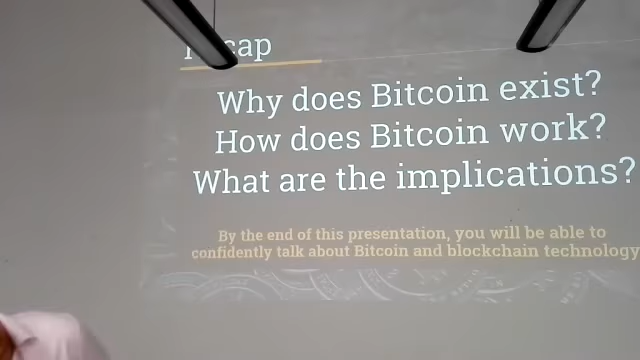 Why does Bitcoin exist?
How does Bitcoin work?
What are the implications?
By the end of this presentation, you will be able to
confidently talk about Bitcoin and blockchain technology